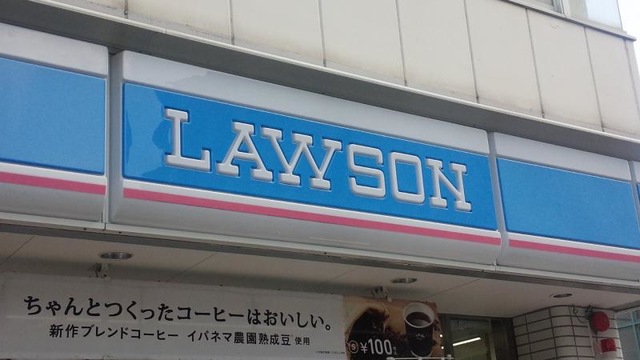 LAWSON
ちゃんとつくったコーヒーはおいしい。
新作ブレンドコーヒー イパネマ農園熟成豆使用
S ¥100